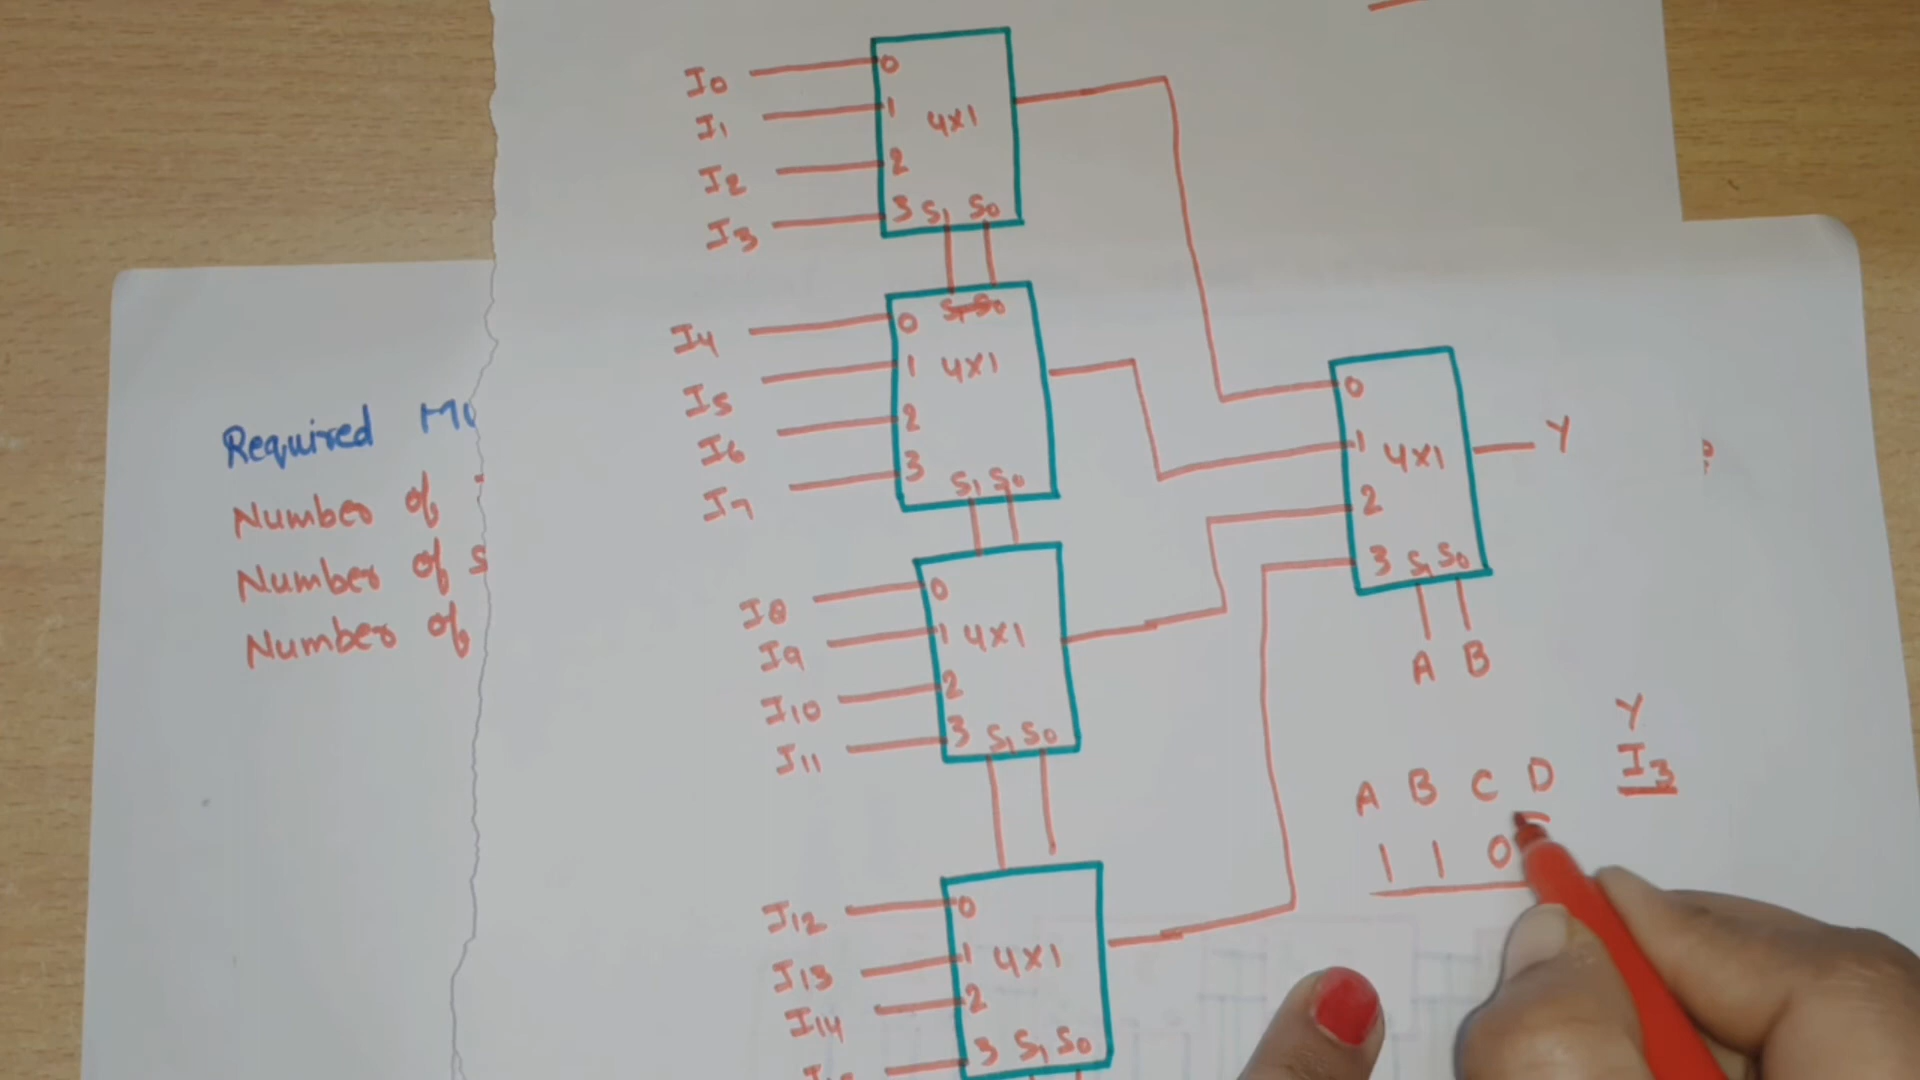 Required
Number of
Number of S
Number of
I0
I1
I2
I3
0
1
2
3 S1 S0
4x1
I4
I5
I6
I7
S1 S0
0
1
2
3
4x1
S1 S0
I8
I9
I10
I11
0
1
2
3 S1 S0
4x1
I12
I13
I14
0
1
2
3 S1 S0
4x1
0
1
2
3 S1 S0
4x1
Y
A B
Y
I3
A B C D
1 1 0